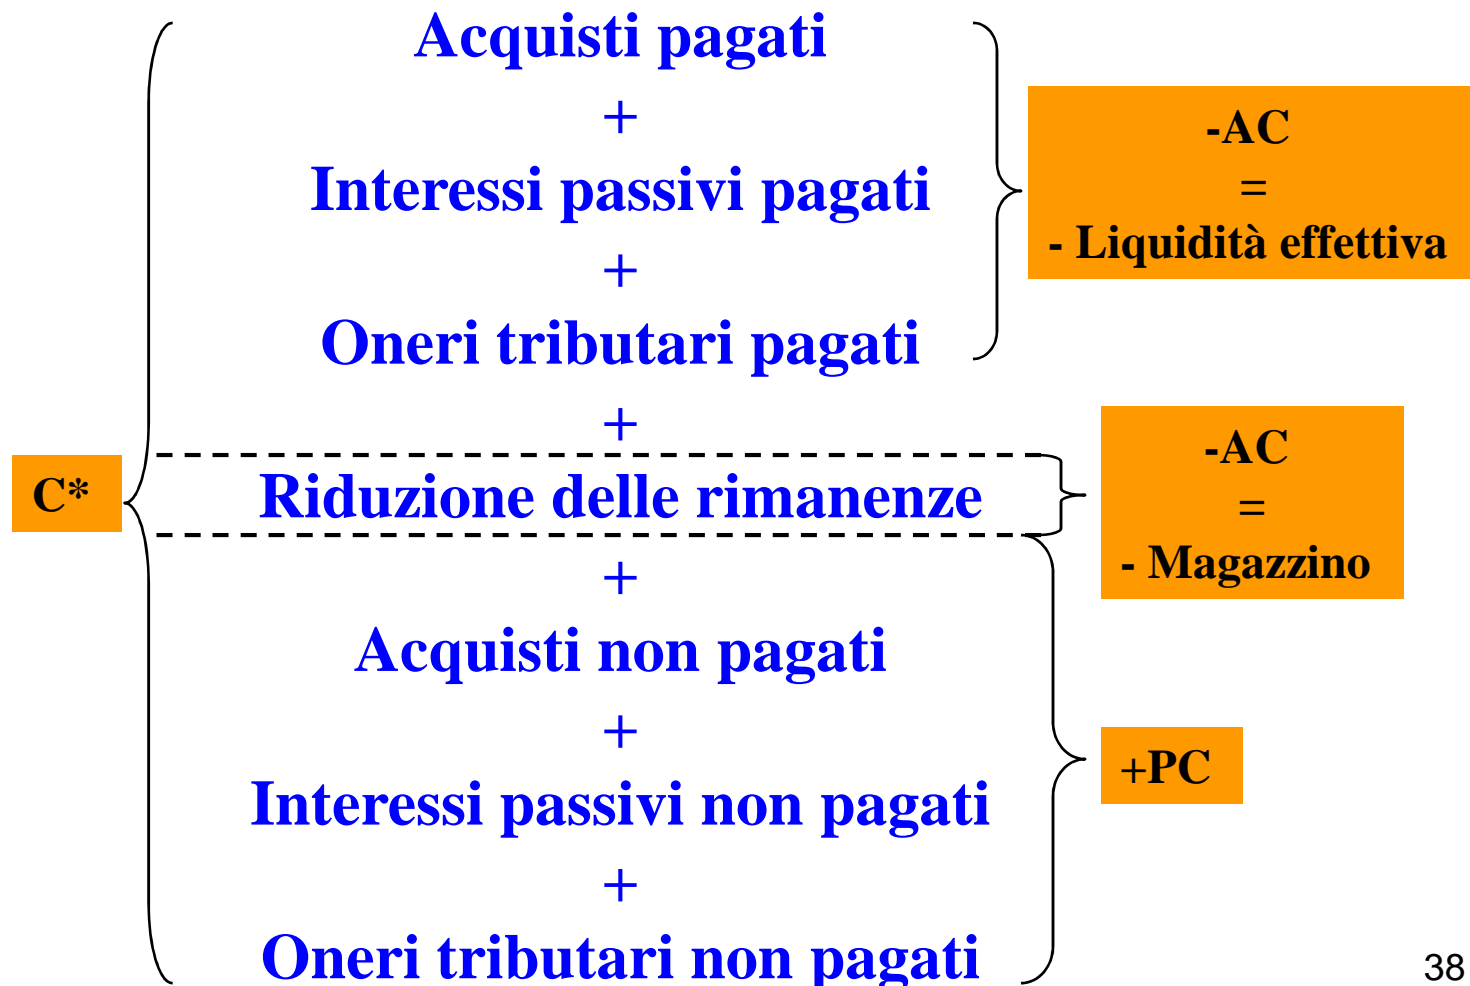 Acquisti pagati
+
Interessi passivi pagati
+
Oneri tributari pagati
+
Riduzione delle rimanenze
+
Acquisti non pagati
+
Interessi passivi non pagati
+
Oneri tributari non pagati
C*
-AC
=
- Liquidità effettiva
-AC
=
- Magazzino
+PC
38